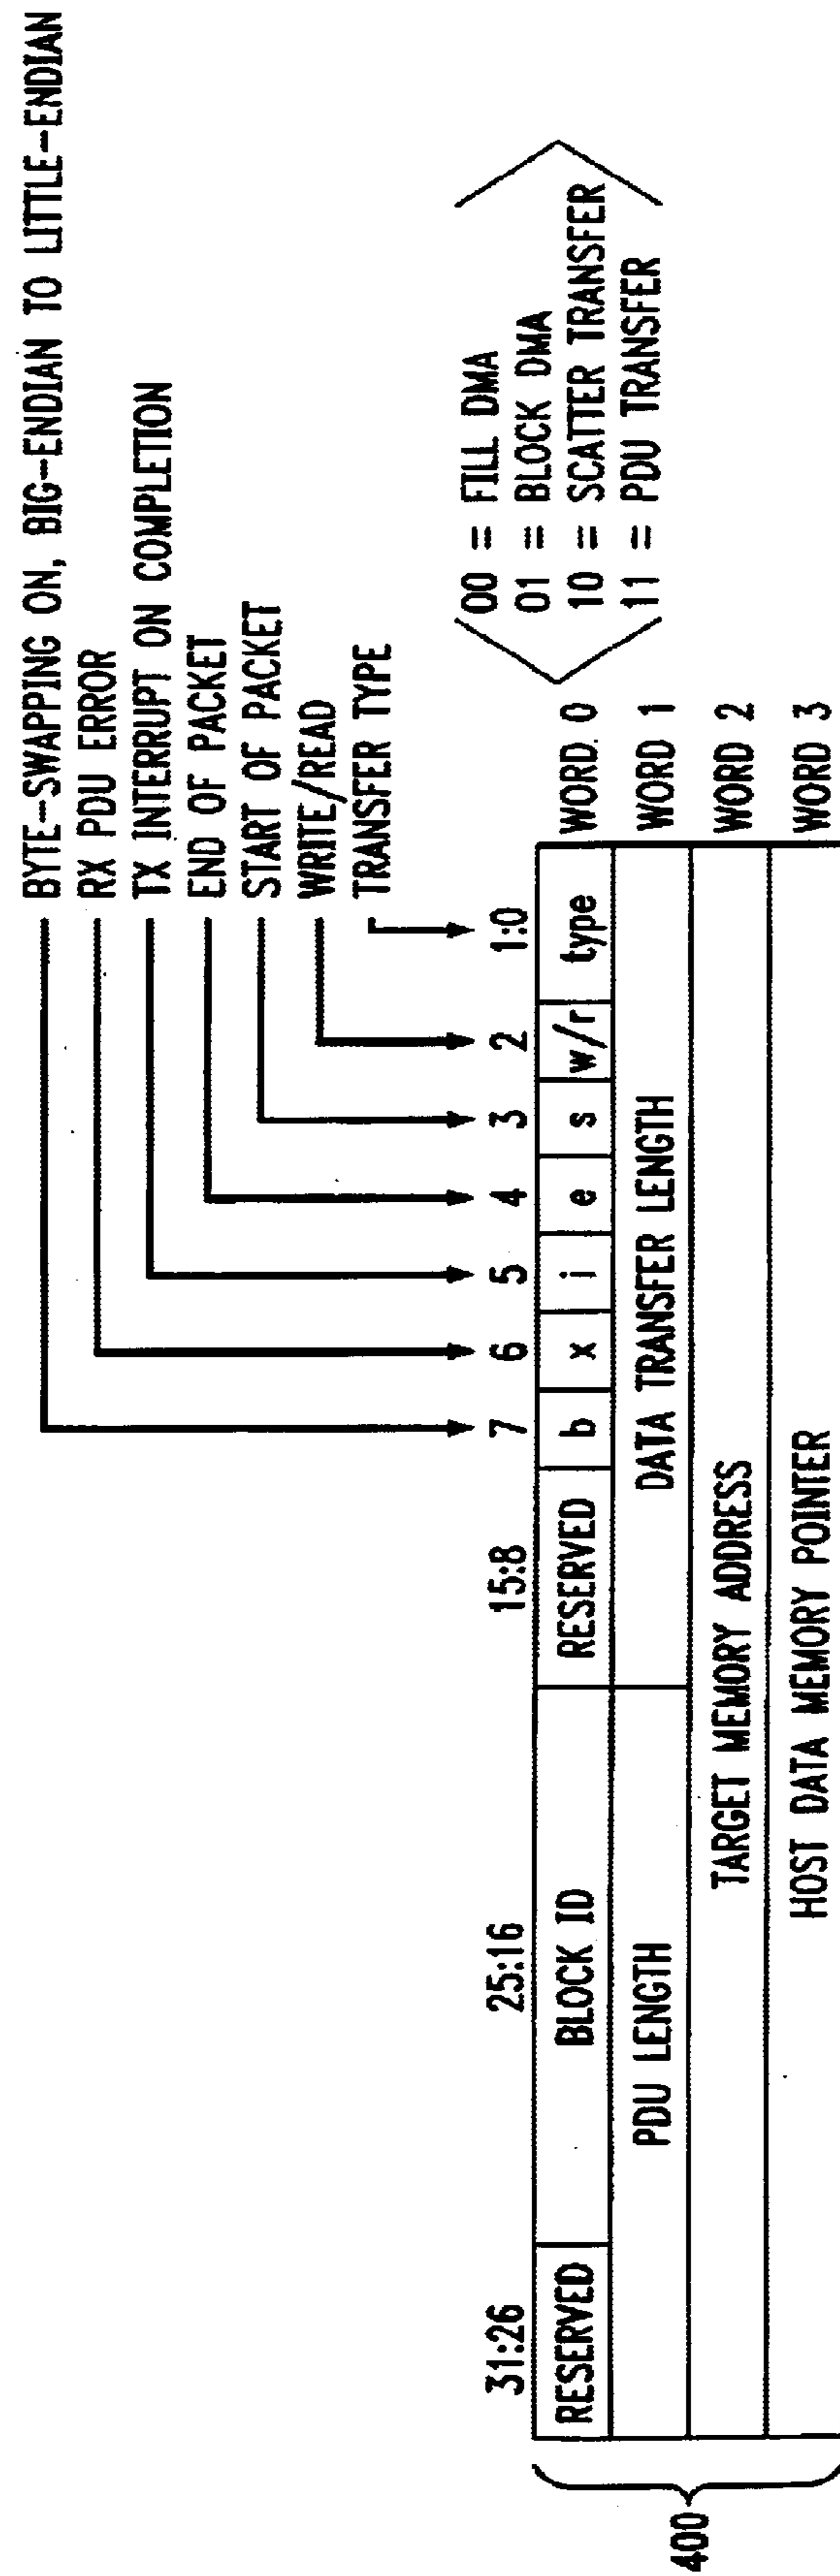 BYTE-SWAPPING ON, BIG-ENDIAN TO LITTLE-ENDIAN
RX PDU ERROR
TX INTERRUPT ON COMPLETION
END OF PACKET
START OF PACKET
WRITE/READ
TRANSFER TYPE
00 = FILL DMA
01 = BLOCK DMA
10 = SCATTER TRANSFER
11 = PDU TRANSFER
31:26 25:16 15:8 7 6 5 4 3 2 1:0
RESERVED BLOCK ID RESERVED b x i e s w/r type WORD 0
PDU LENGTH DATA TRANSFER LENGTH WORD 1
TARGET MEMORY ADDRESS WORD 2
HOST DATA MEMORY POINTER WORD 3
400